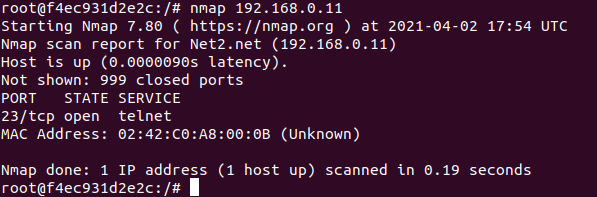 root@f4ec931d2e2c:/# nmap 192.168.0.11
Starting Nmap 7.80 ( https://nmap.org ) at 2021-04-02 17:54 UTC
Nmap scan report for Net2.net (192.168.0.11)
Host is up (0.0000090s latency).
Not shown: 999 closed ports
PORT   STATE SERVICE
23/tcp open  telnet
MAC Address: 02:42:C0:A8:00:0B (Unknown)
Nmap done: 1 IP address (1 host up) scanned in 0.19 seconds
root@f4ec931d2e2c:/#